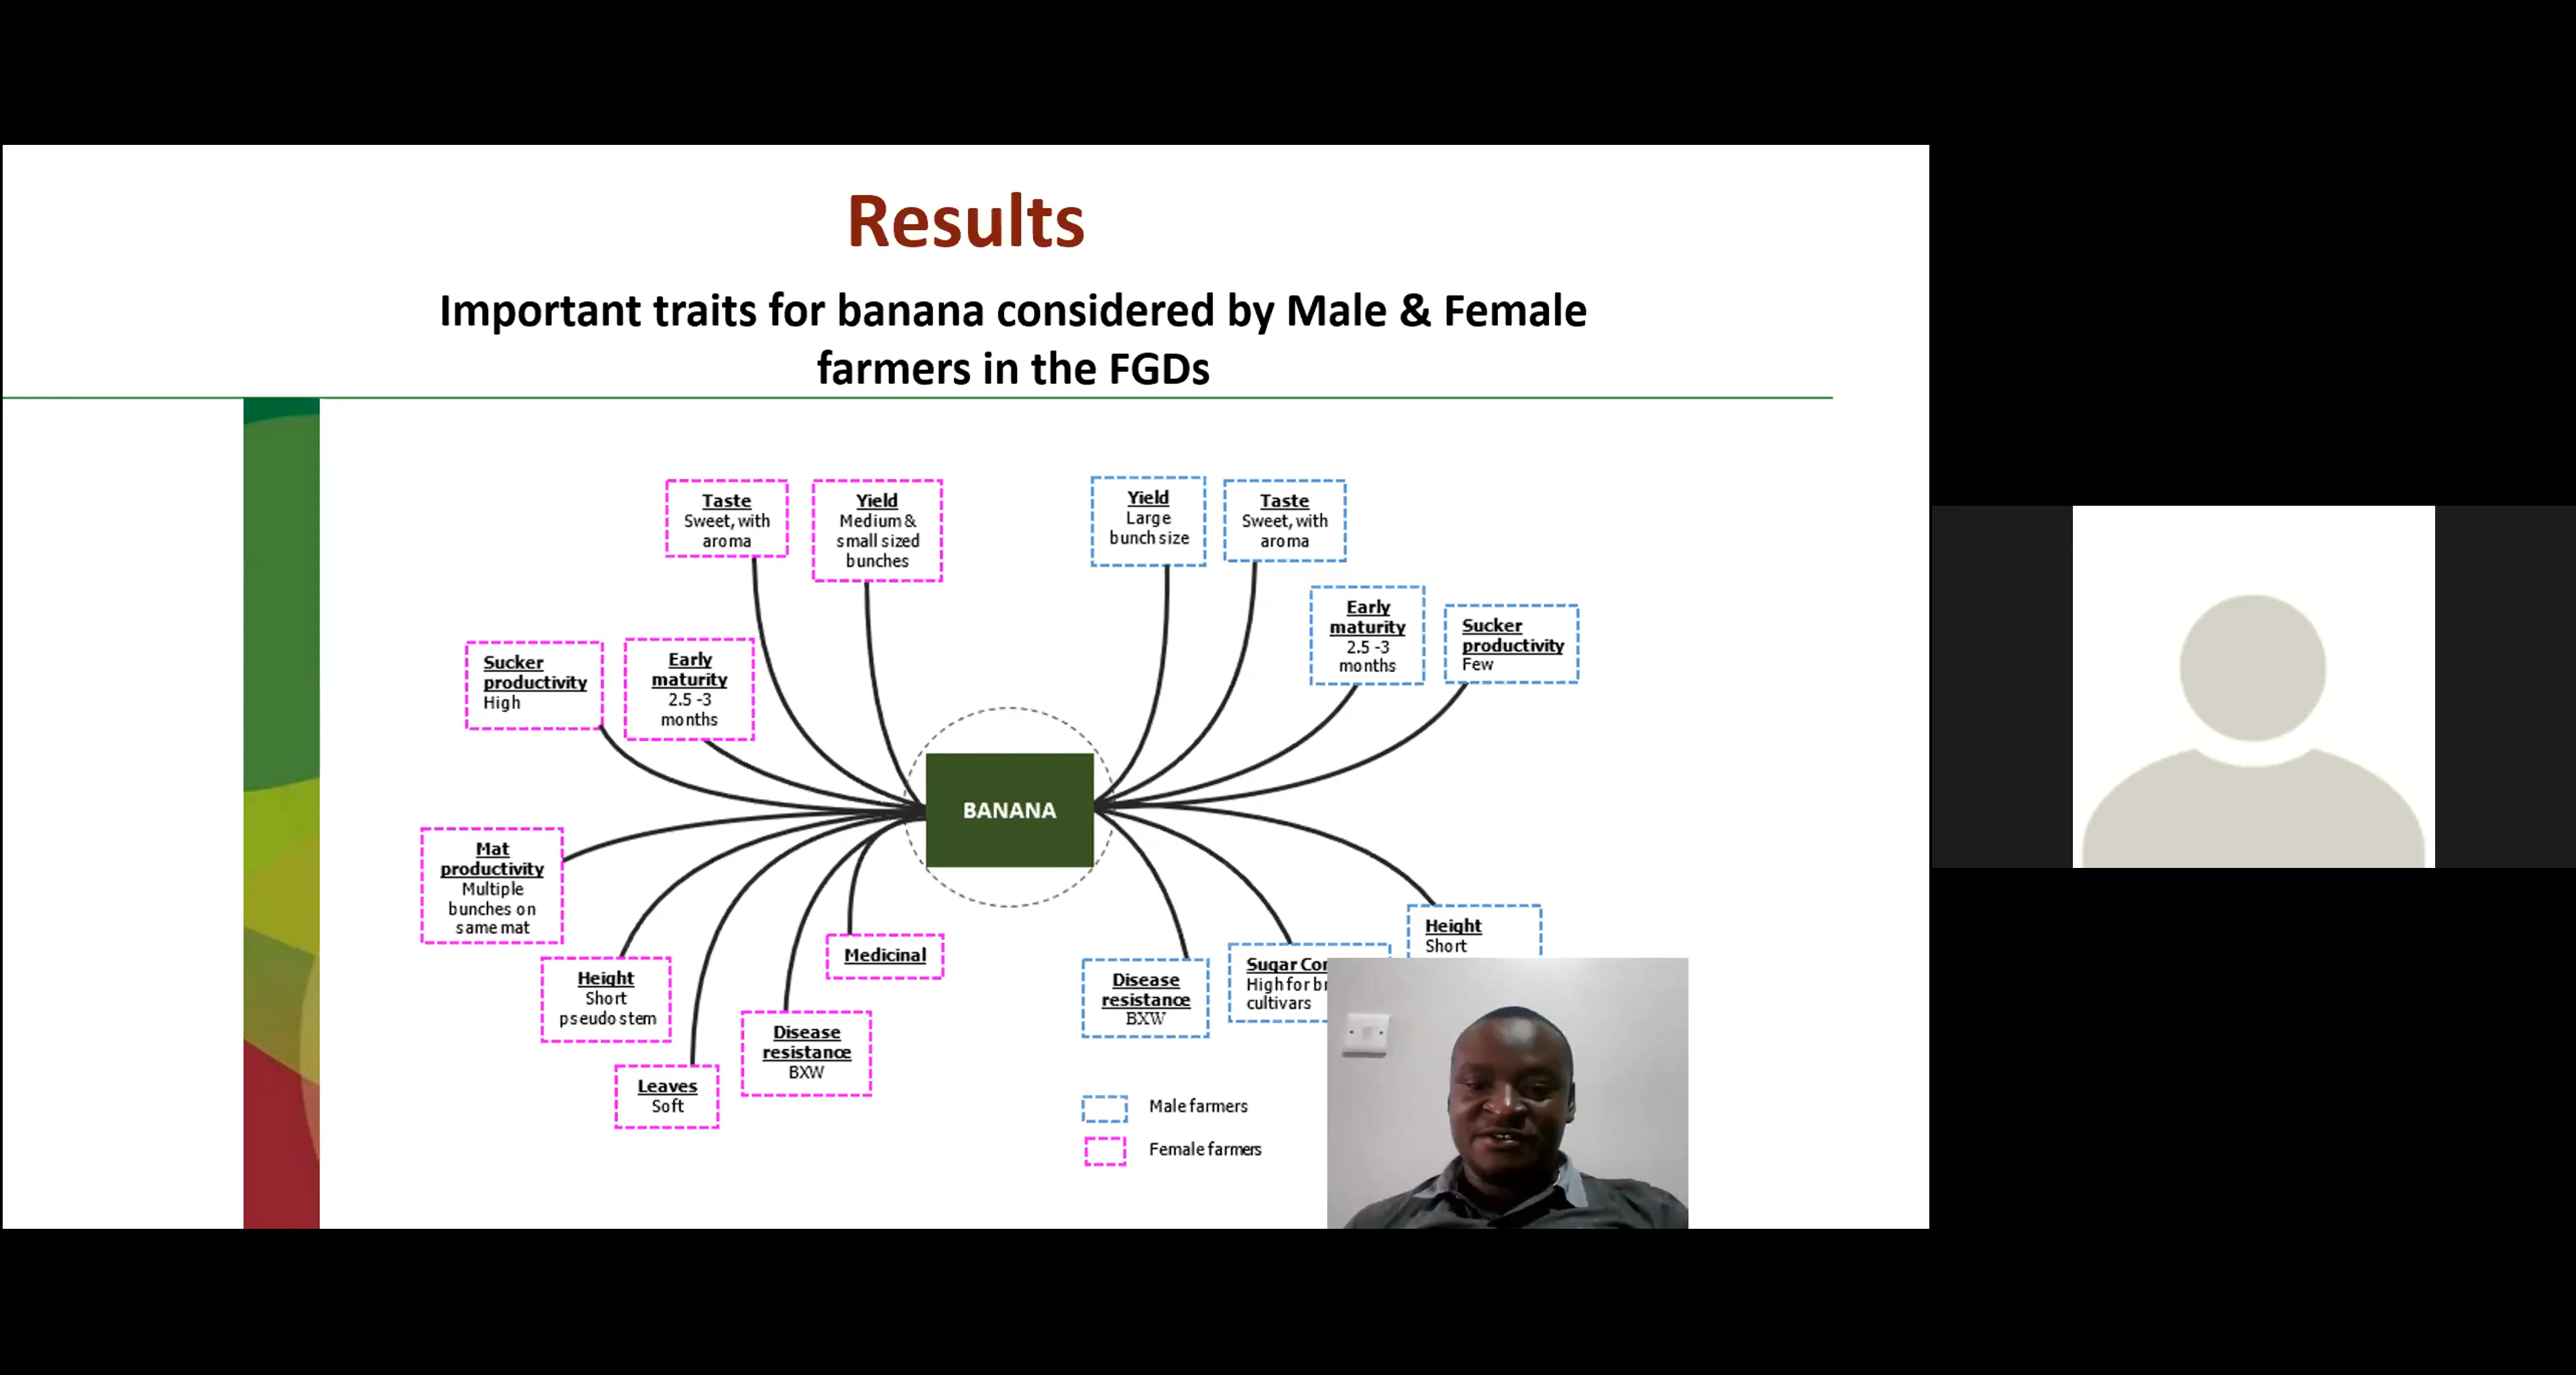 Results
Important traits for banana considered by Male & Female
farmers in the FGDs
Taste
Sweet, with
aroma
Yield
Medium &
small sized
bunches
Yield
Large
bunch size
Taste
Sweet, with
aroma
Early
maturity
2.5 -3
months
Sucker
productivity
Few
Sucker
productivity
High
Early
maturity
2.5 -3
months
BANANA
Mat
productivity
Multiple
bunches on
same mat
Height
Short
pseudo stem
Leaves
Soft
Disease
resistance
BXW
Medicinal
Disease
resistance
BXW
Sugar
High for
cultivars
Height
Short
Male farmers
Female farmers